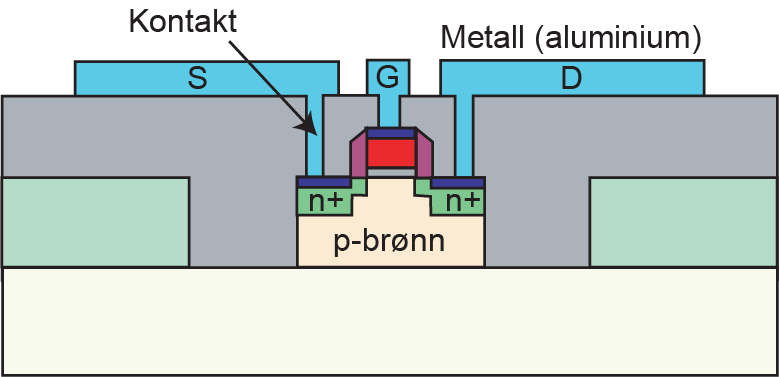 Kontakt
Metall (aluminium)
S
G
D
n+
n+
p-brønn